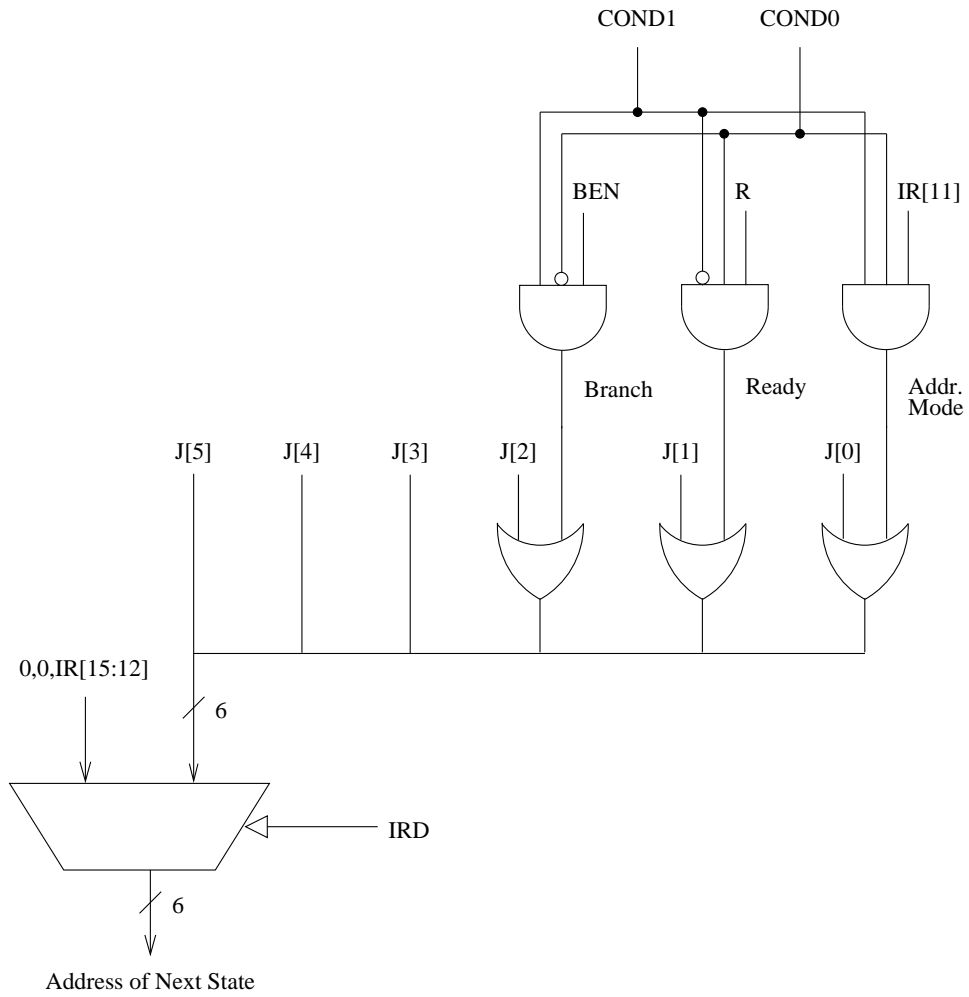 COND1 COND0
BEN R IR[11]
Branch Ready Addr.
Mode
J[5] J[4] J[3] J[2] J[1] J[0]
0,0,IR[15:12]
6
IRD
6
Address of Next State